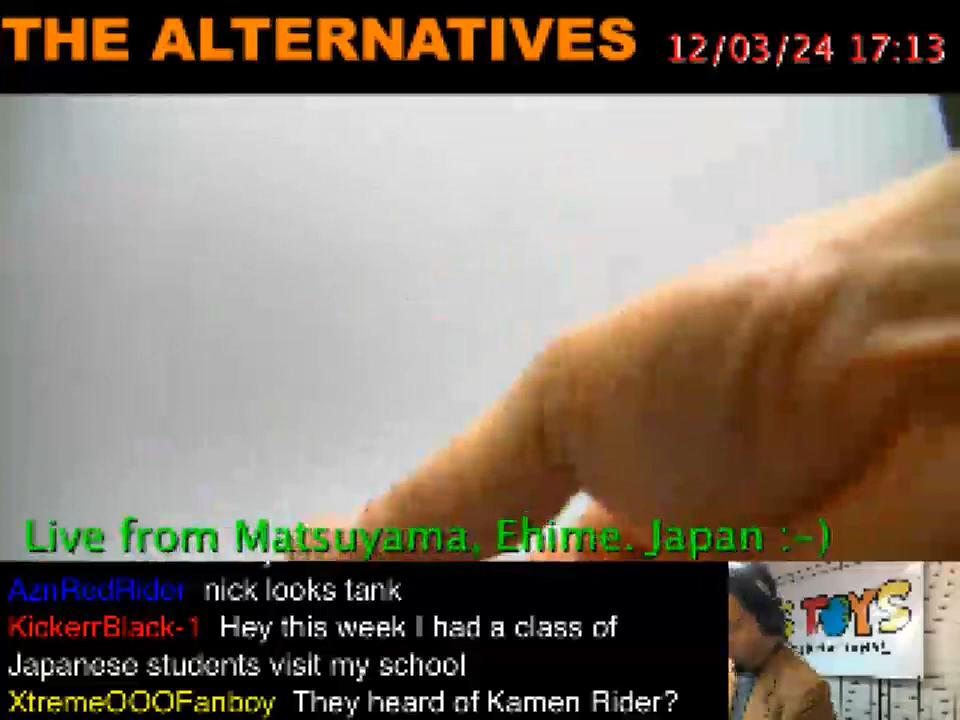 THE ALTERNATIVES 12/03/24 17:13
Live from Matsuyama, Ehime. Japan :-)
AznRedRider nick looks tank
KickerrBlack-1 Hey this week I had a class of
Japanese students visit my school
XtremeOOOFanboy They heard of Kamen Rider?
TOYS